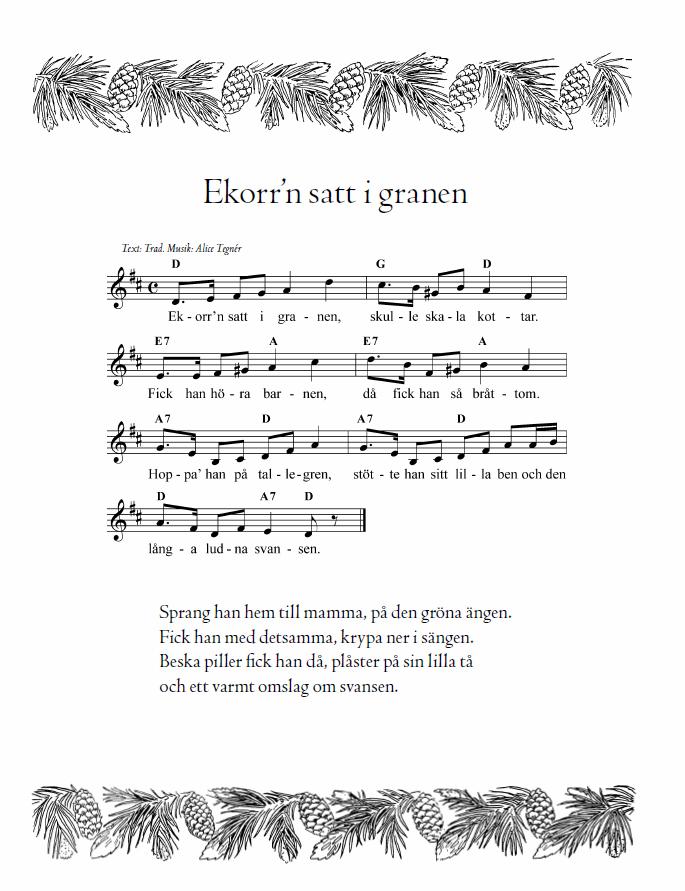 Ekorr’n satt i granen
Text: Trad. Musik: Alice Tegnér
D G D
Ek - orr’n satt i gra - nen, skul - le ska - la kot - tar.
E7 A E7 A
Fick han hö - ra bar - nen, då fick han så bråt - tom.
A7 D A7 D
Hop - pa’ han på tal - le - gren, stöt - te han sitt lil - la ben och den
D A7 D
lång - a lud - na svan - sen.
Sprang han hem till mamma, på den gröna ängen.
Fick han med detsamma, krypa ner i sängen.
Beska piller fick han då, plåster på sin lilla tå
och ett varmt omslag om svansen.